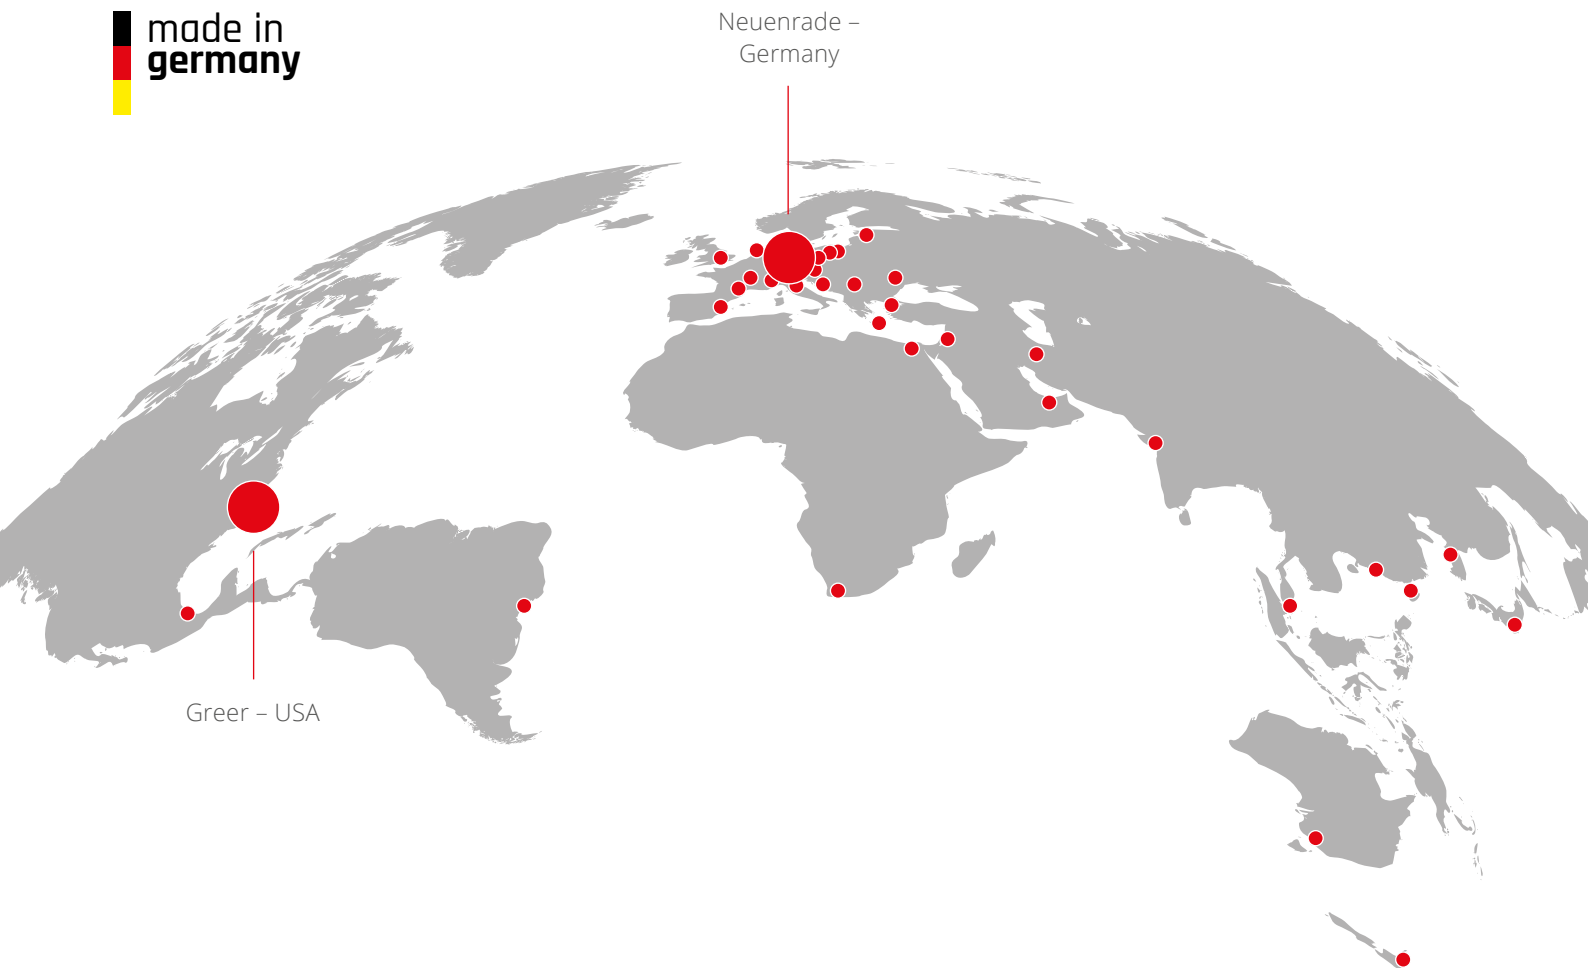 made in
germany
Neuenrade –
Germany
Greer – USA